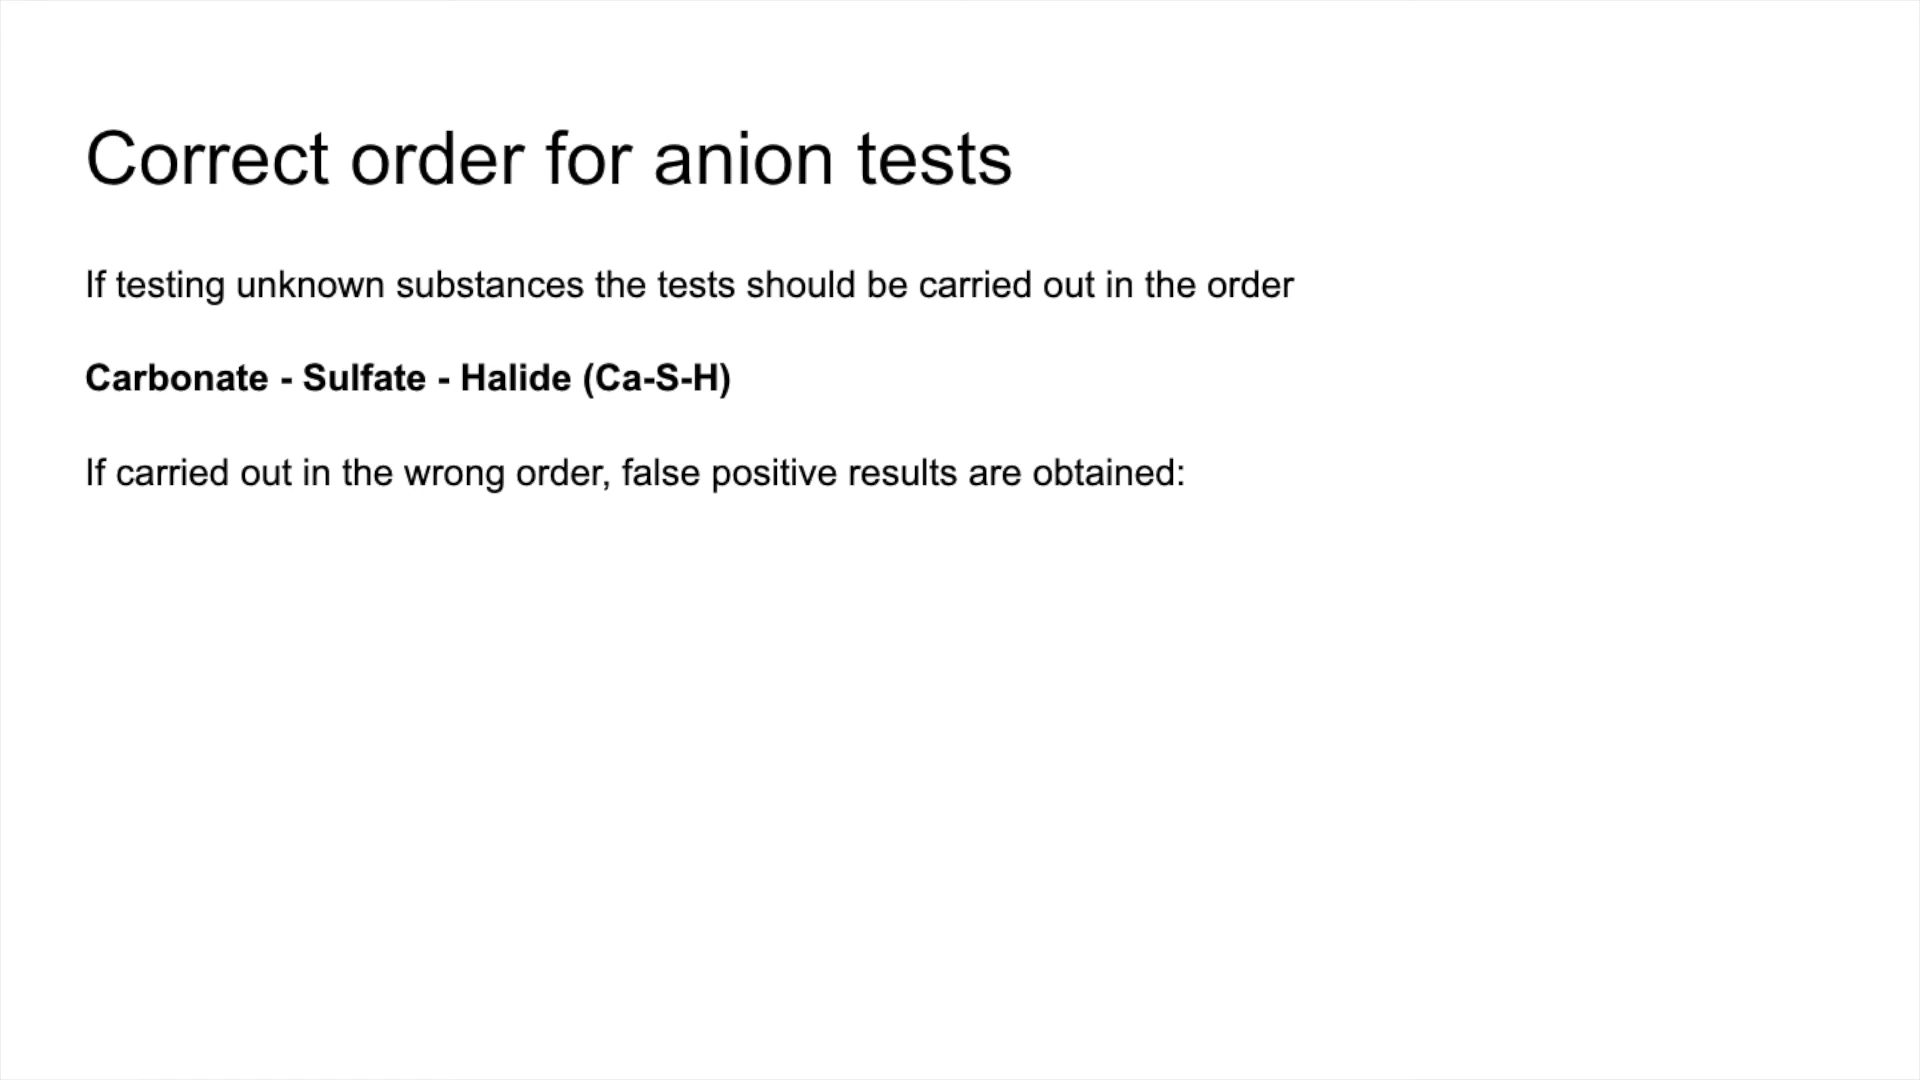 Correct order for anion tests
If testing unknown substances the tests should be carried out in the order
Carbonate - Sulfate - Halide (Ca-S-H)
If carried out in the wrong order, false positive results are obtained: